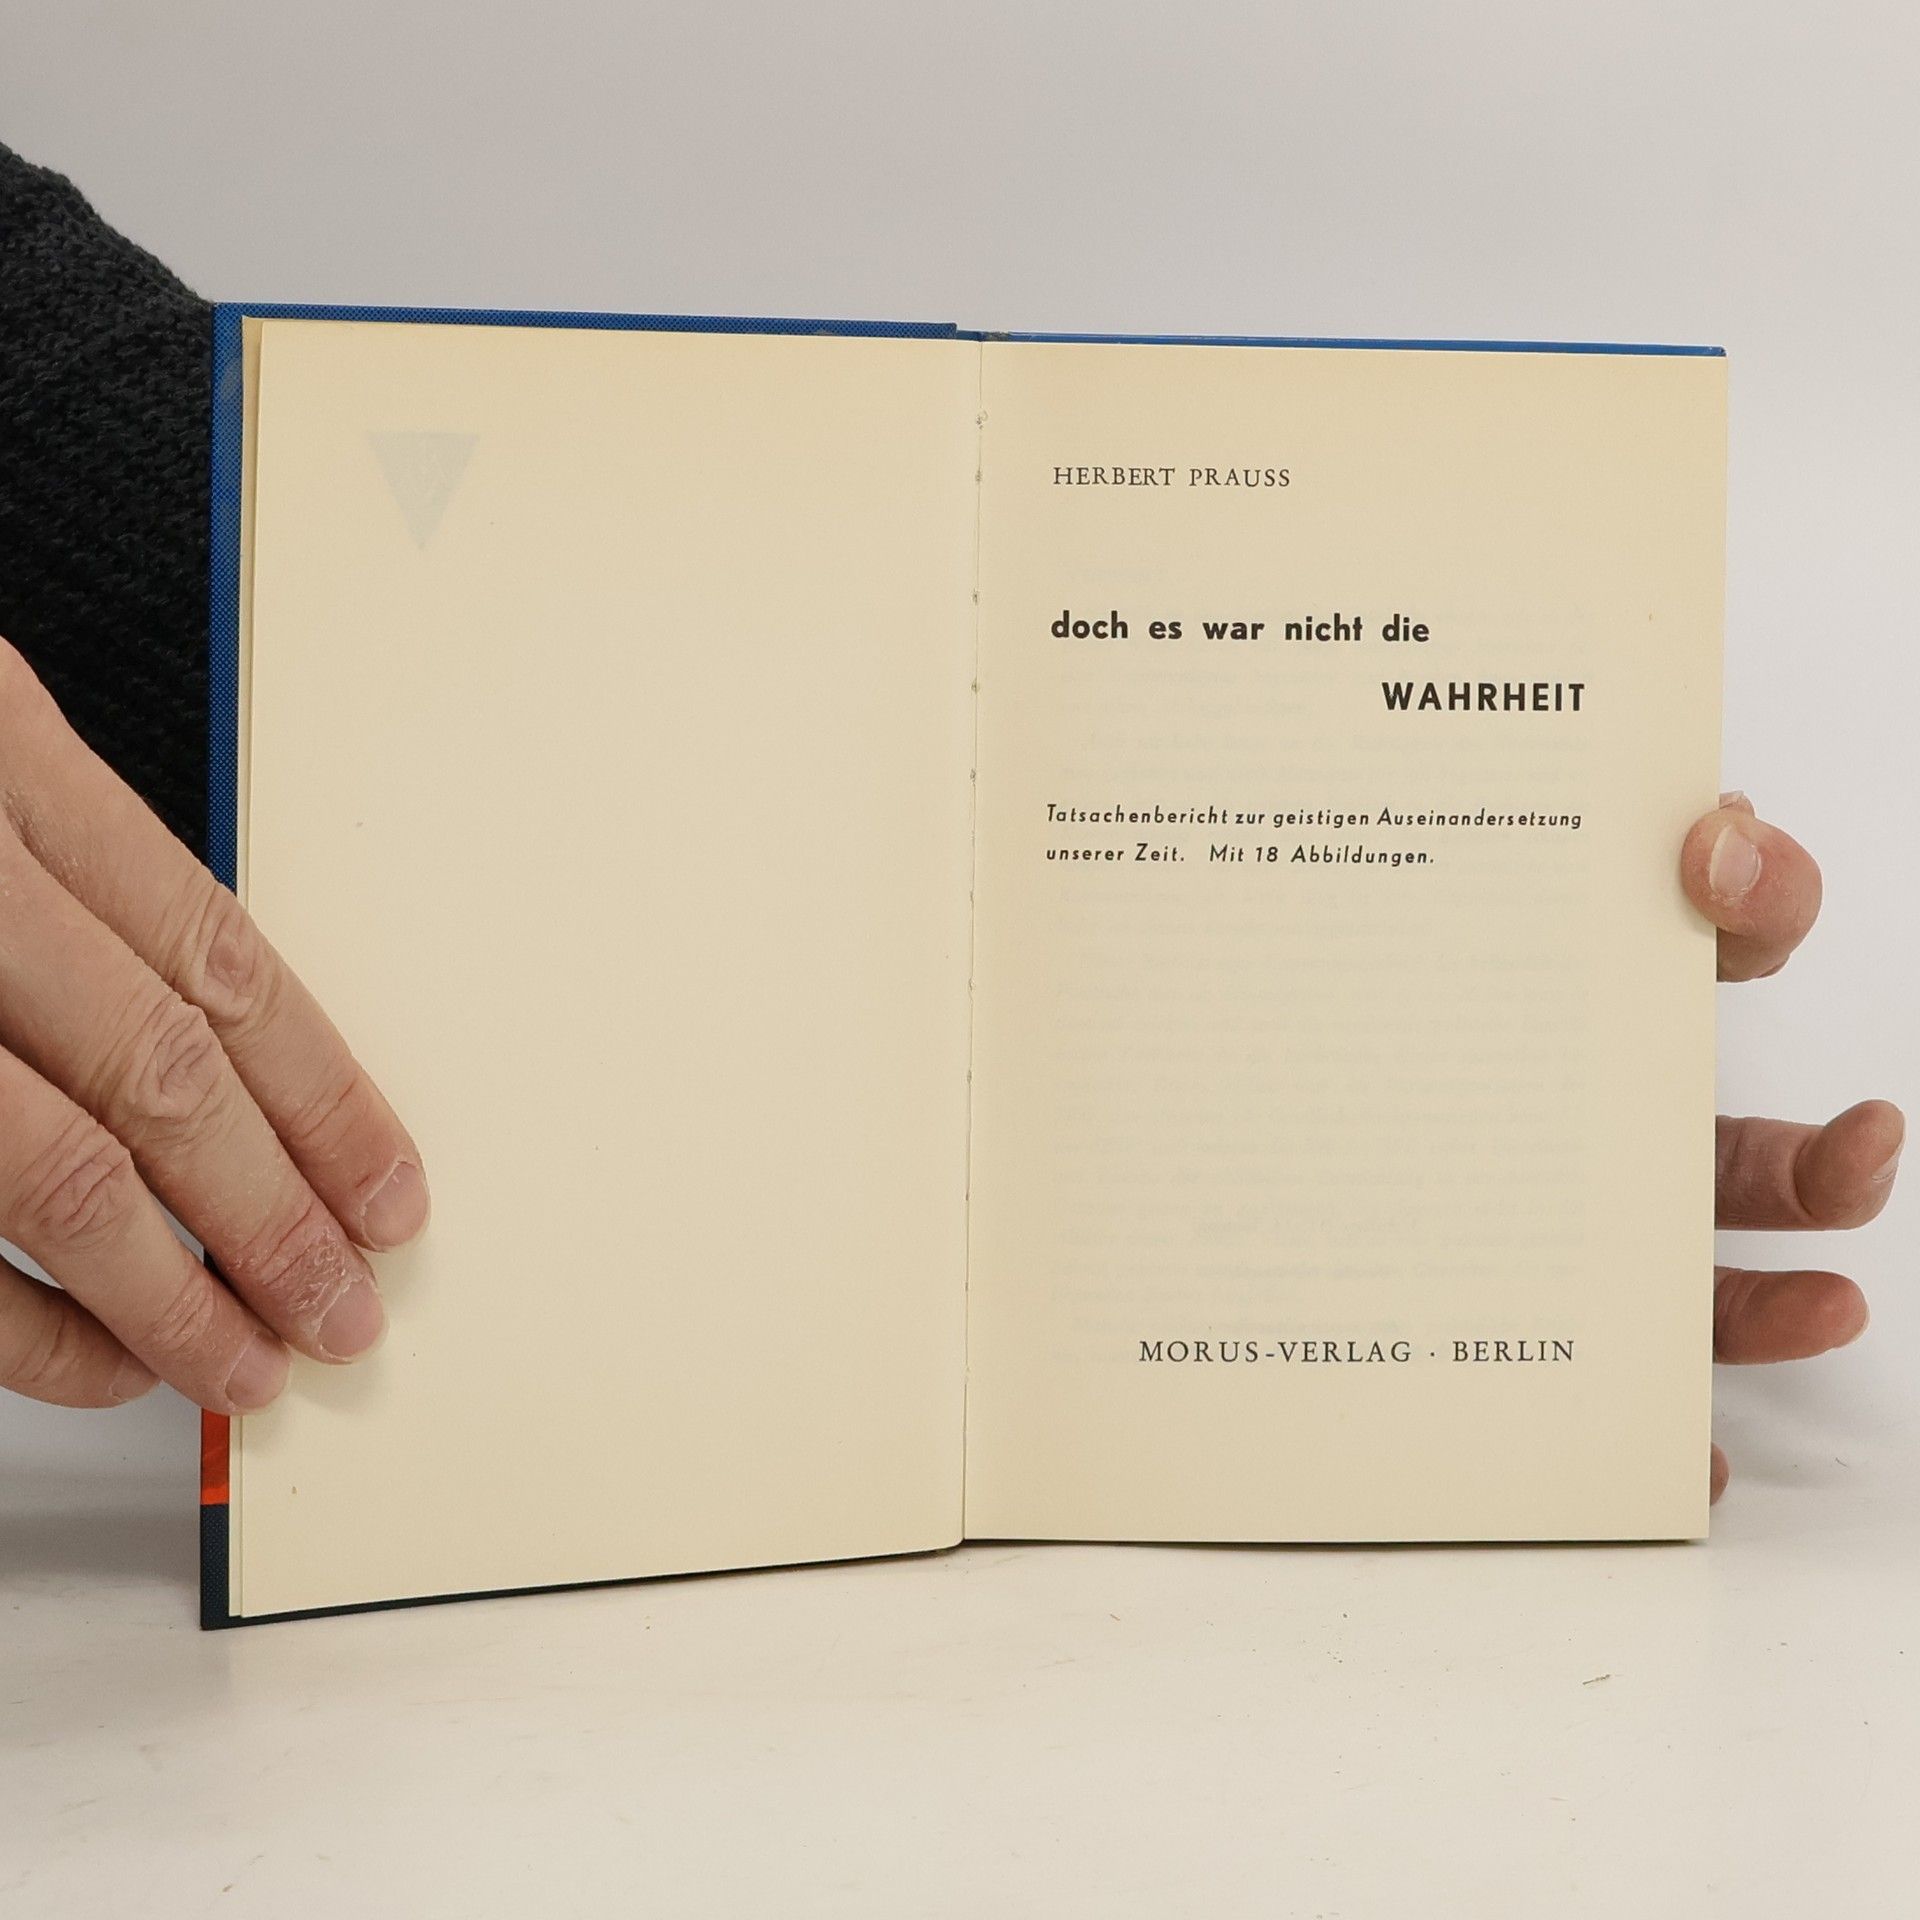 HERBERT PRAUSS
doch es war nicht die
WAHRHEIT
Tatsachenbericht zur geistigen Auseinandersetzung
unserer Zeit. Mit 18 Abbildungen.
MORUS-VERLAG · BERLIN